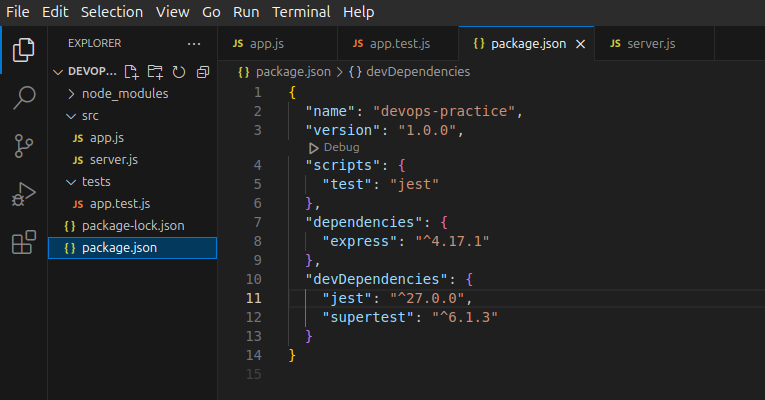 File Edit Selection View Go Run Terminal Help
EXPLORER ...
DEVOP...
node_modules
src
JS app.js
JS server.js
tests
JS app.test.js
{} package-lock.json
{} package.json
JS app.js JS app.test.js {} package.json × JS server.js
{} package.json > {} devDependencies
1 {
2 "name": "devops-practice",
3 "version": "1.0.0",
Debug
4 "scripts": {
5 "test": "jest"
6 },
7 "dependencies": {
8 "express": "^4.17.1"
9 },
10 "devDependencies": {
11 "jest": "^27.0.0",
12 "supertest": "^6.1.3"
13 }
14 }
15